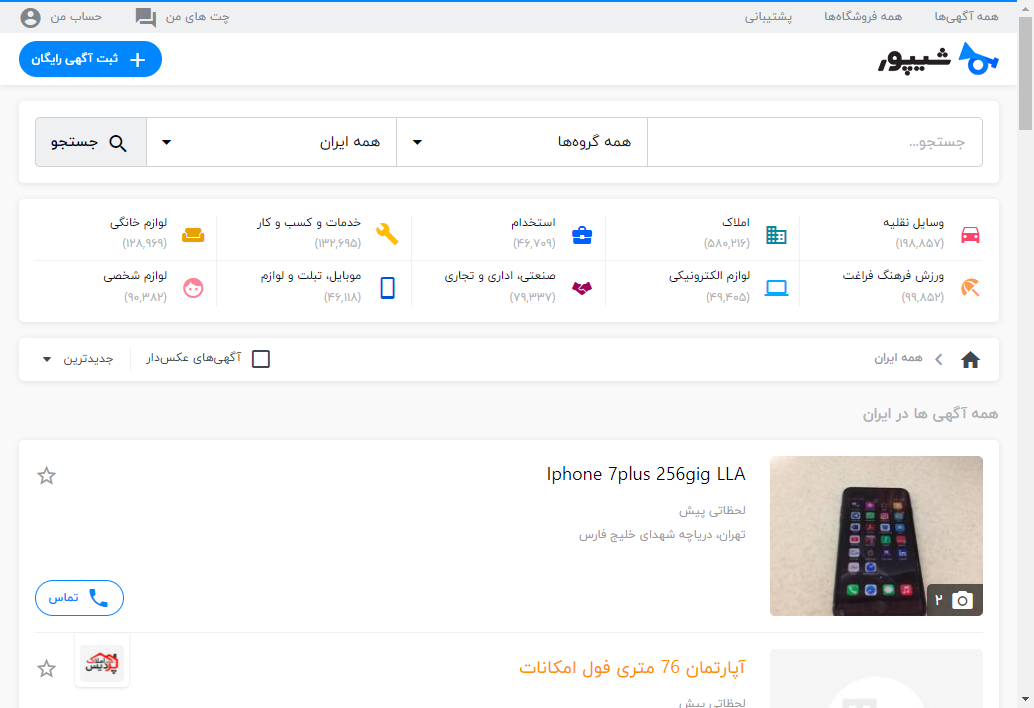 همه آگهی‌ها
همه فروشگاه‌ها
پشتیبانی
چت های من
حساب من
شیپور
ثبت آگهی رایگان
جستجو...
همه گروه‌ها
همه ایران
جستجو
وسایل نقلیه
(۱۹۸,۸۵۷)
املاک
(۵۸۰,۲۱۶)
استخدام
(۴۶,۷۰۹)
خدمات و کسب و کار
(۱۳۲,۶۹۵)
لوازم خانگی
(۱۲۸,۹۶۹)
ورزش فرهنگ فراغت
(۹۹,۸۵۲)
لوازم الکترونیکی
(۴۹,۴۰۵)
صنعتی، اداری و تجاری
(۷۹,۳۳۷)
موبایل، تبلت و لوازم
(۴۶,۱۱۸)
لوازم شخصی
(۹۰,۳۸۲)
همه ایران
آگهی‌های عکس‌دار
جدیدترین
همه آگهی ها در ایران
Iphone 7plus 256gig LLA
لحظاتی پیش
تهران، دریاچه شهدای خلیج فارس
۲
تماس
آپارتمان 76 متری فول امکانات
املاک پردیس
لحظاتی پیش